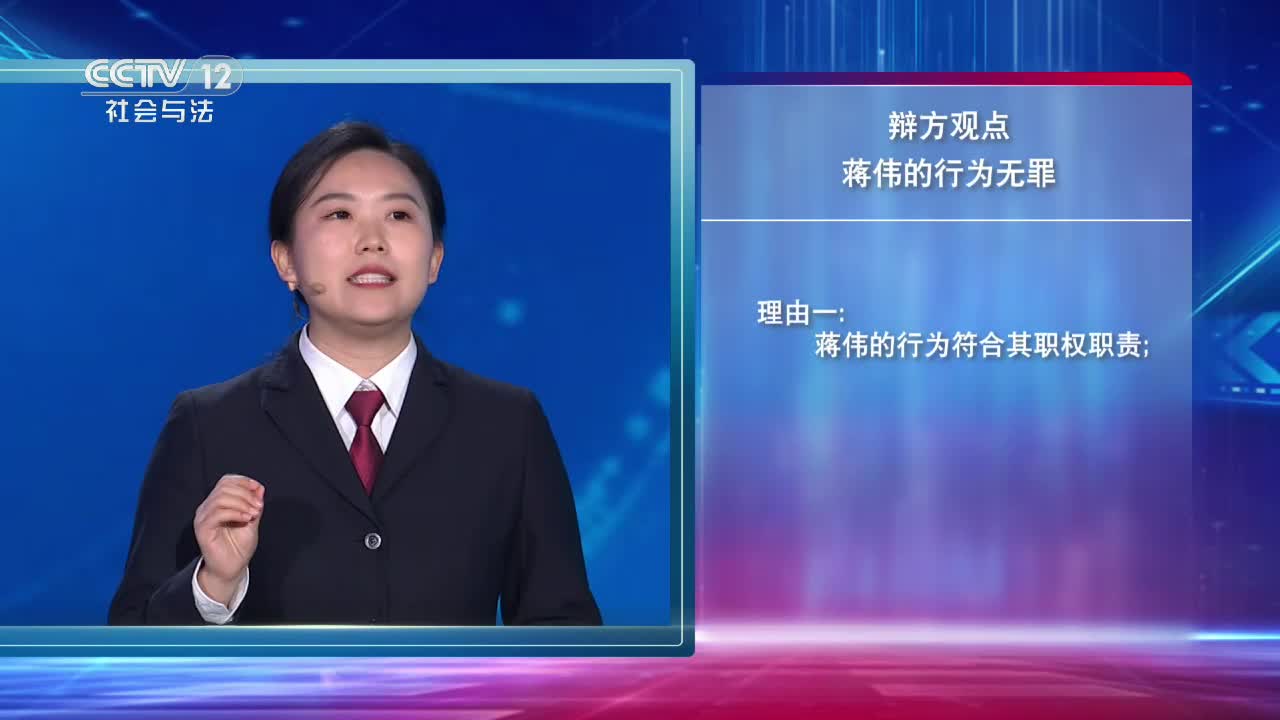 CCTV 12
社会与法
辩方观点
蒋伟的行为无罪
理由一:
蒋伟的行为符合其职权职责;